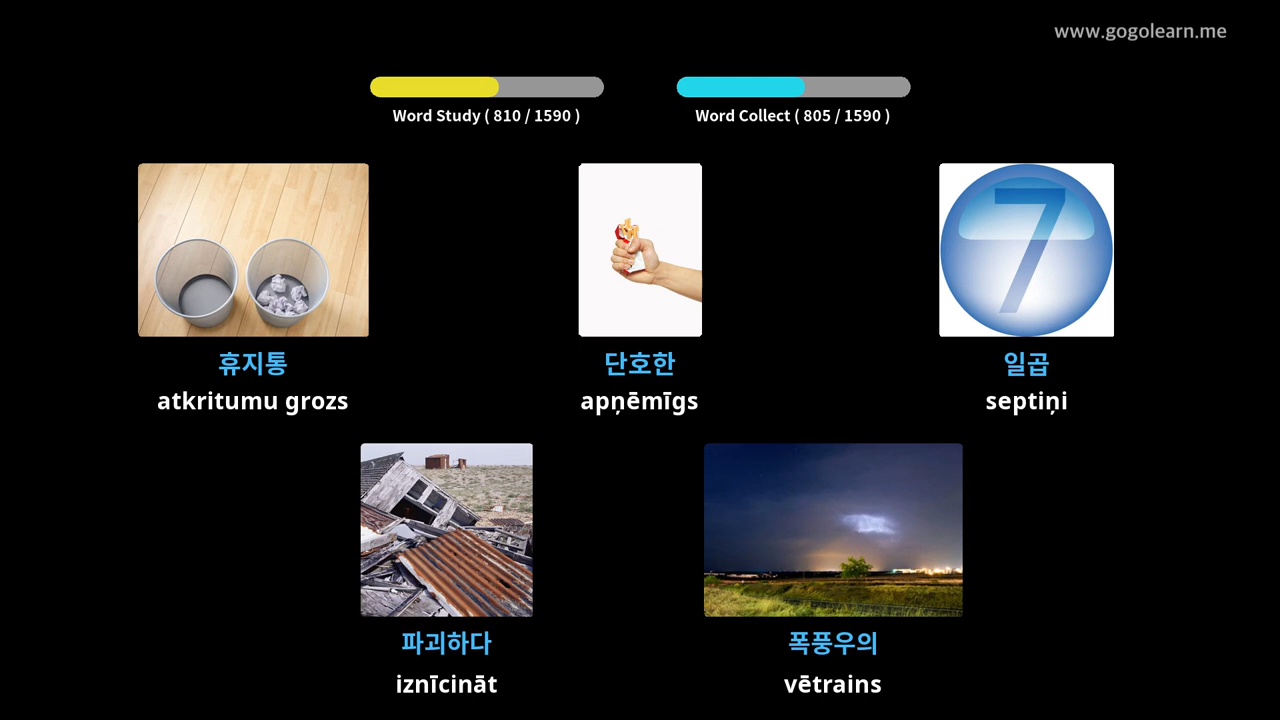 www.gogolearn.me
Word Study ( 810 / 1590 )
Word Collect ( 805 / 1590 )
7
휴지통
atkritumu grozs
단호한
apņēmīgs
일곱
septiņi
파괴하다
iznīcināt
폭풍우의
vētrains